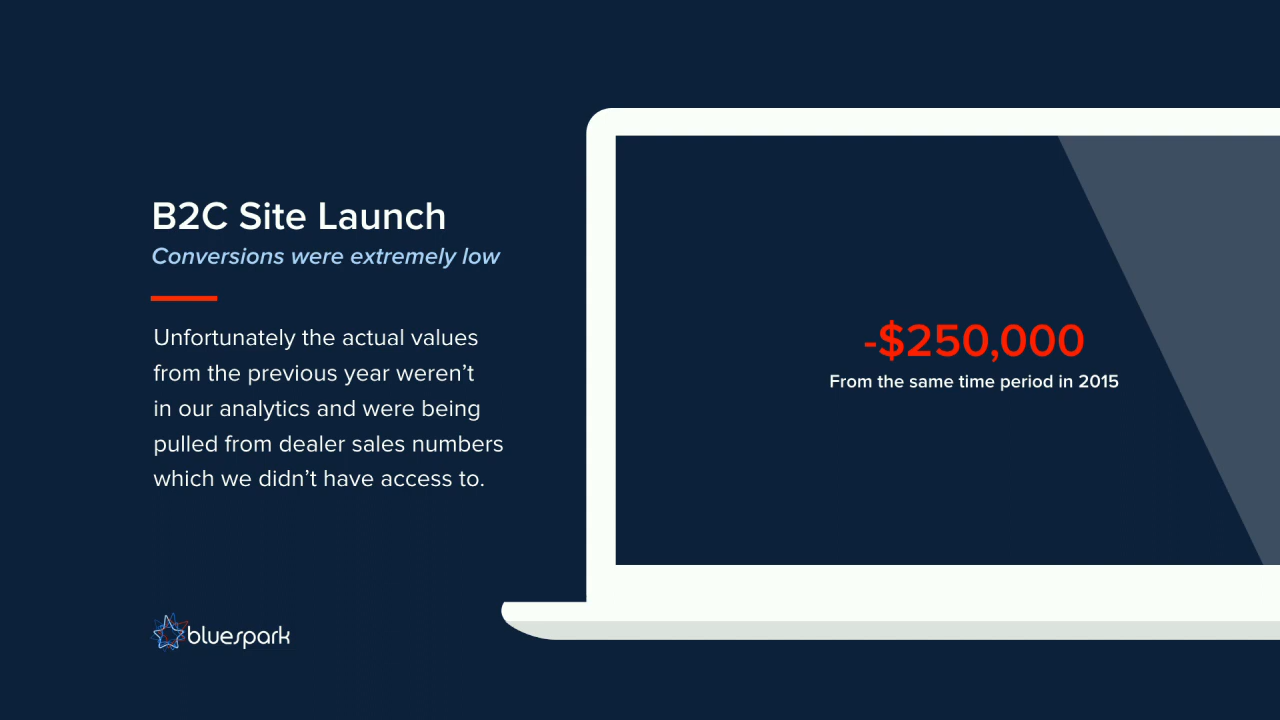 B2C Site Launch
Conversions were extremely low
Unfortunately the actual values
from the previous year weren’t
in our analytics and were being
pulled from dealer sales numbers
which we didn’t have access to.
-$250,000
From the same time period in 2015
bluespark